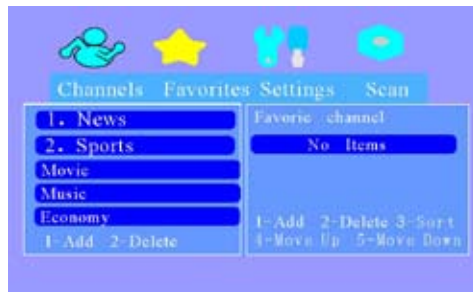 Channels Favorites Settings Scan
1. News
2. Sports
Movie
Music
Economy
1-Add 2-Delete
Favorie channel
No Items
1-Add 2-Delete 3-Sort
4-Move Up 5-Move Down